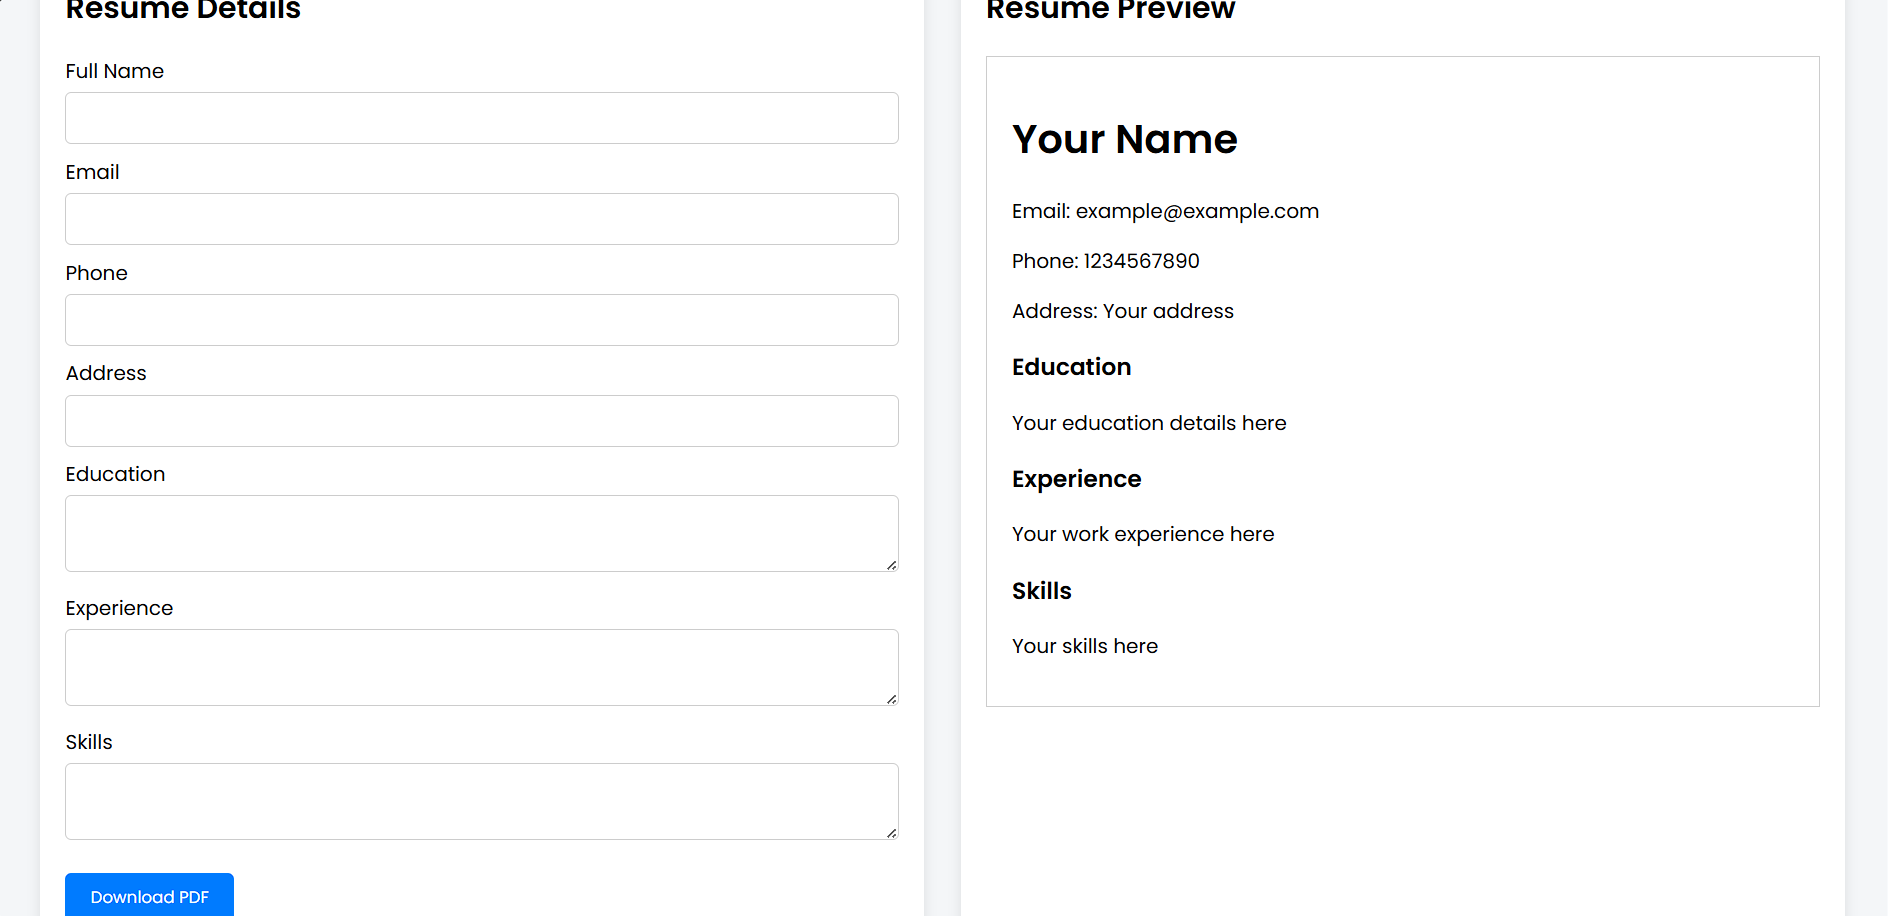 Resume Details
Full Name
Email
Phone
Address
Education
Experience
Skills
Download PDF
Resume Preview
Your Name
Email: example@example.com
Phone: 1234567890
Address: Your address
Education
Your education details here
Experience
Your work experience here
Skills
Your skills here